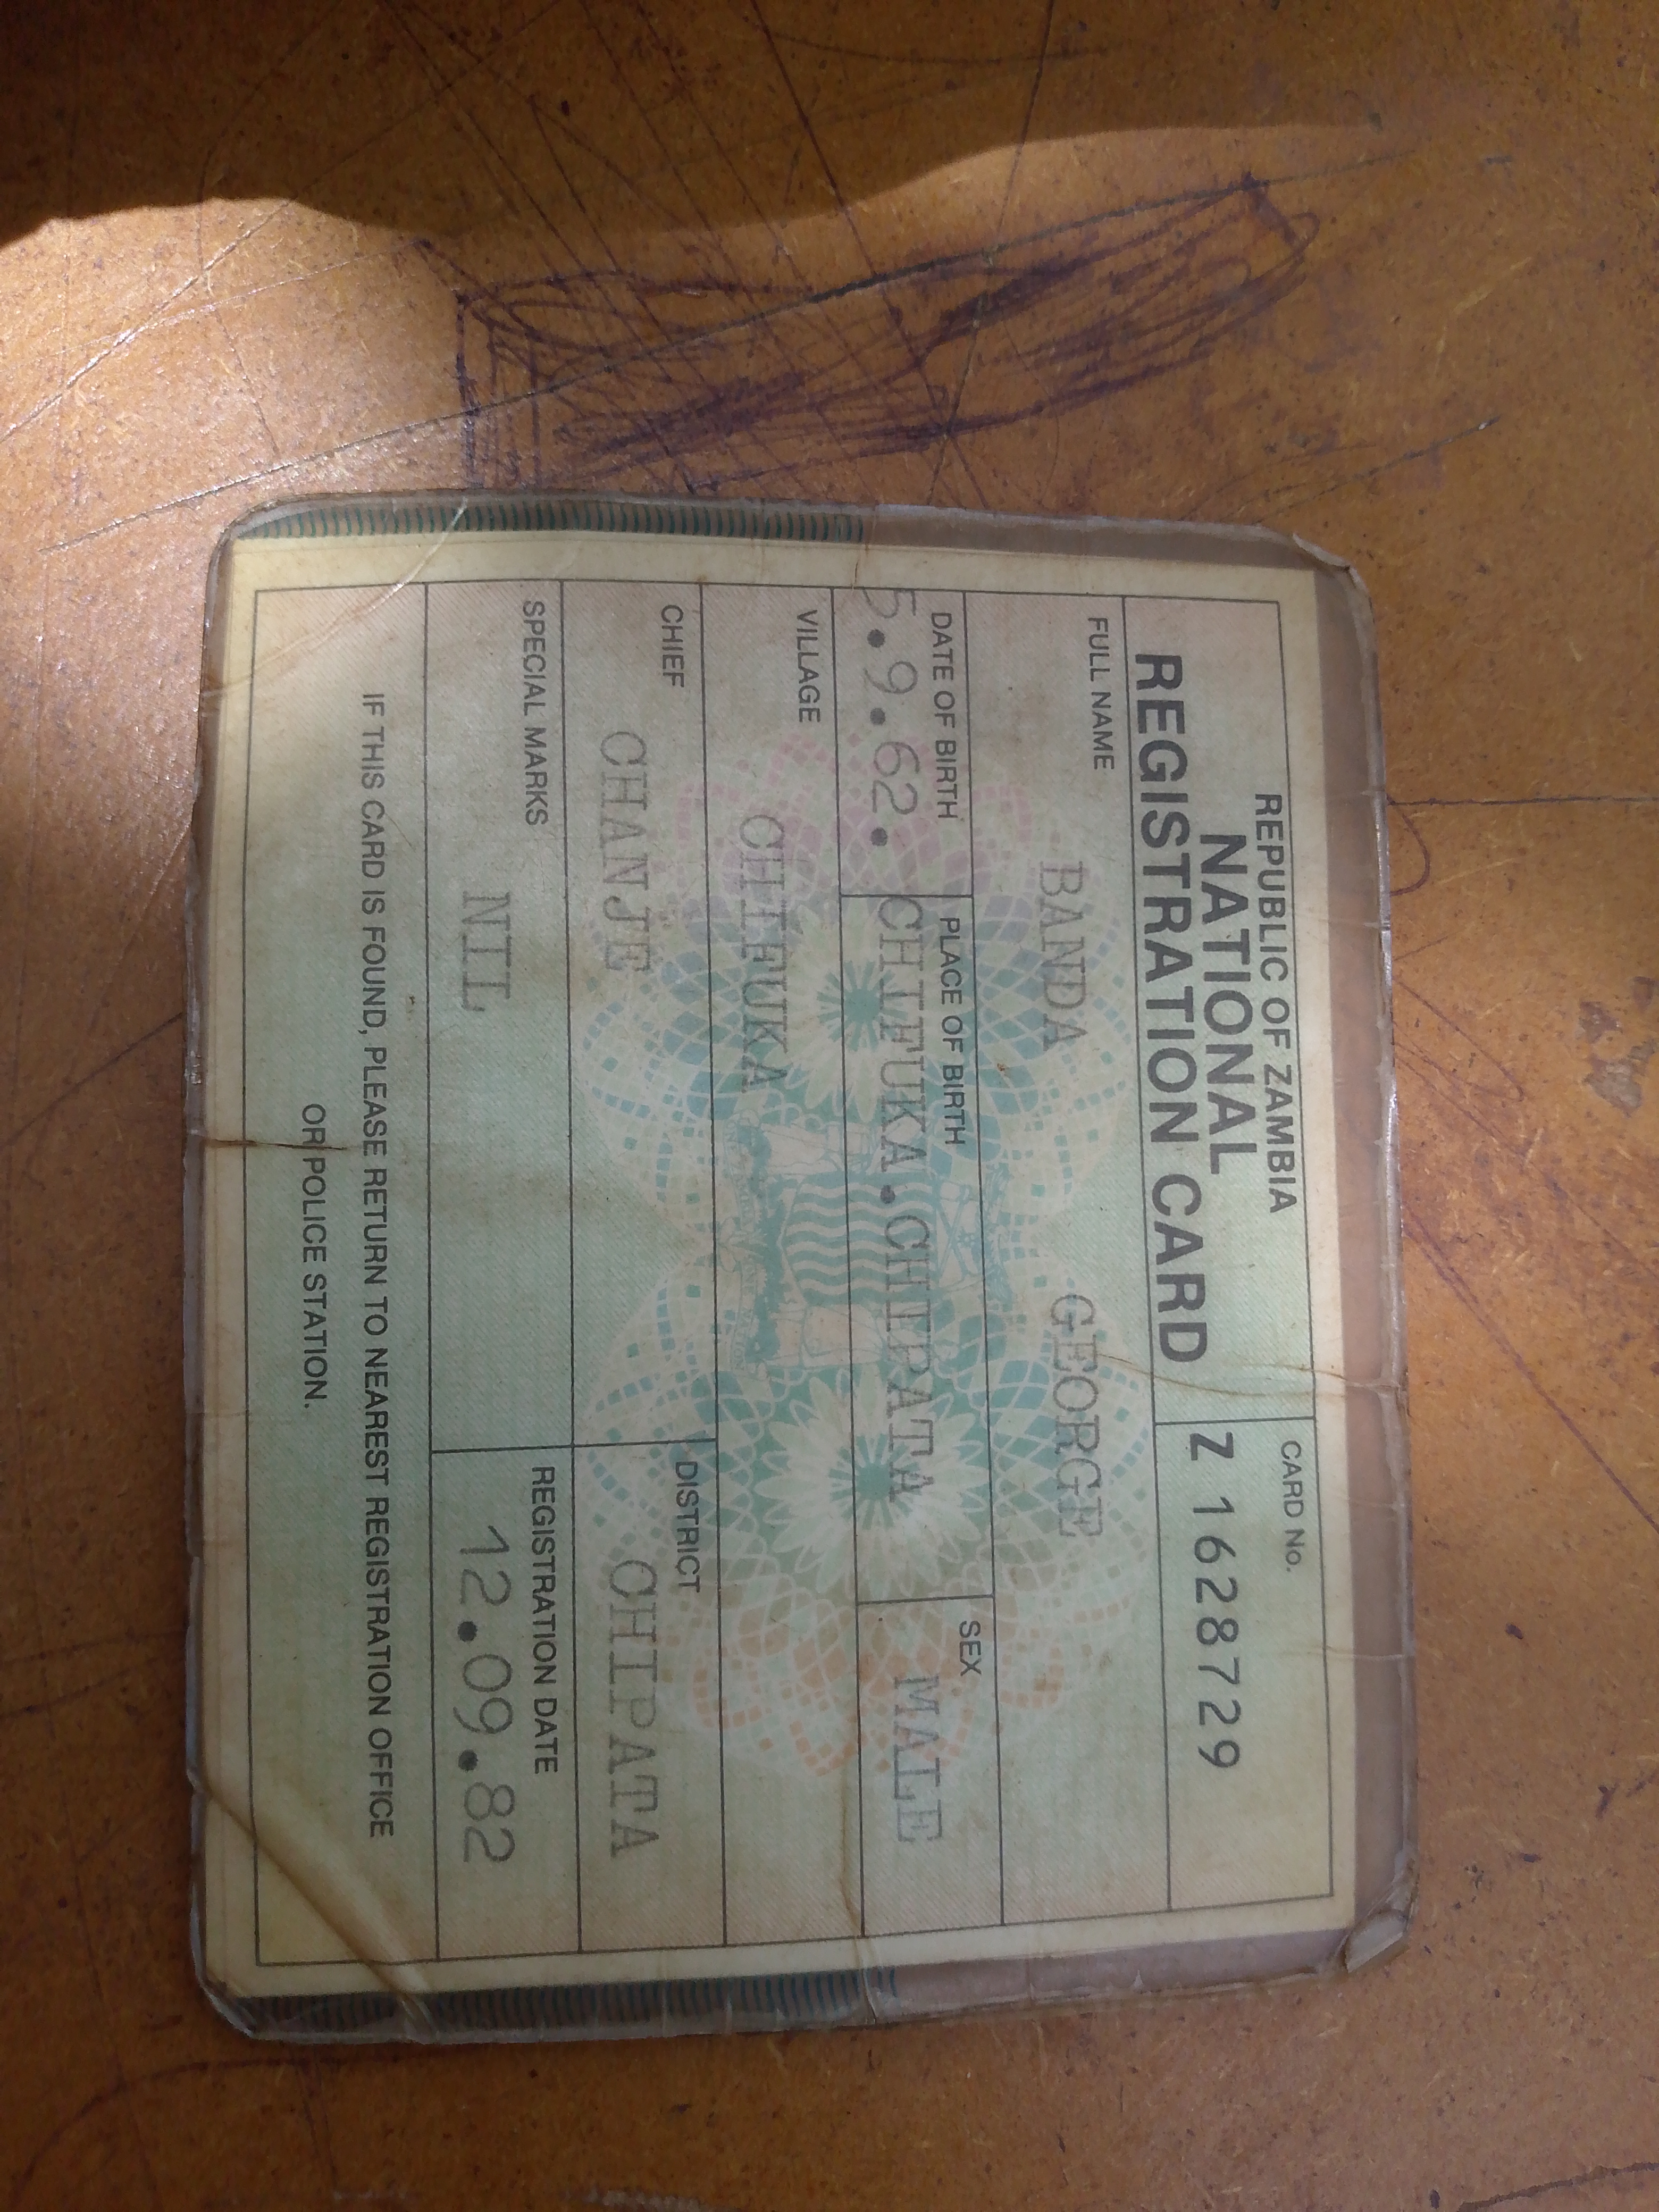 REPUBLIC OF ZAMBIA
NATIONAL
REGISTRATION CARD
CARD No.
Z 1628729
FULL NAME
BANDA GEORGE
DATE OF BIRTH PLACE OF BIRTH SEX
5.9.62. CHIFUKA.CHIPATA MALE
VILLAGE
CHIFUKA
CHIEF DISTRICT
CHANJE CHIPATA
SPECIAL MARKS REGISTRATION DATE
NIL 12.09.82
IF THIS CARD IS FOUND, PLEASE RETURN TO NEAREST REGISTRATION OFFICE
OR POLICE STATION.